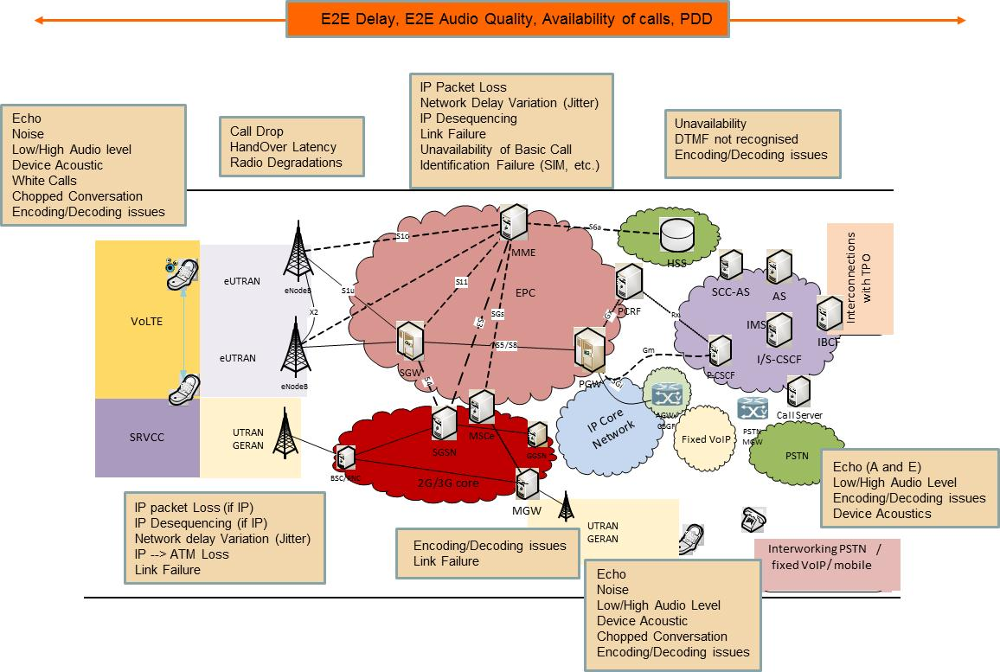 E2E Delay, E2E Audio Quality, Availability of calls, PDD
Echo
Noise
Low/High Audio level
Device Acoustic
White Calls
Chopped Conversation
Encoding/Decoding issues
Call Drop
HandOver Latency
Radio Degradations
IP Packet Loss
Network Delay Variation (Jitter)
IP Desequencing
Link Failure
Unavailability of Basic Call
Identification Failure (SIM, etc.)
Unavailability
DTMF not recognised
Encoding/Decoding issues
VoLTE
SRVCC
eUTRAN
eUTRAN
UTRAN
GERAN
eNodeB
eNodeB
X2
S1c
S1u
MME
EPC
S11
SGs
S3
S4
S5/S8
S6a
SGW
PGW
HSS
PCRF
Rx
Gm
SCC-AS
AS
IMS
I/S-CSCF
P-CSCF
IBCF
Interconnections
with TPO
IP Core
Network
AGW/
CBGF
Fixed VoIP
PSTN
MGW
Call Server
PSTN
BSC/RNC
SGSN
MSCe
GGSN
2G/3G core
MGW
UTRAN
GERAN
IP packet Loss (if IP)
IP Desequencing (if IP)
Network delay Variation (Jitter)
IP --> ATM Loss
Link Failure
Encoding/Decoding issues
Link Failure
Echo
Noise
Low/High Audio Level
Device Acoustic
Chopped Conversation
Encoding/Decoding issues
Echo (A and E)
Low/High Audio Level
Encoding/Decoding issues
Device Acoustics
Interworking PSTN /
fixed VoIP/mobile